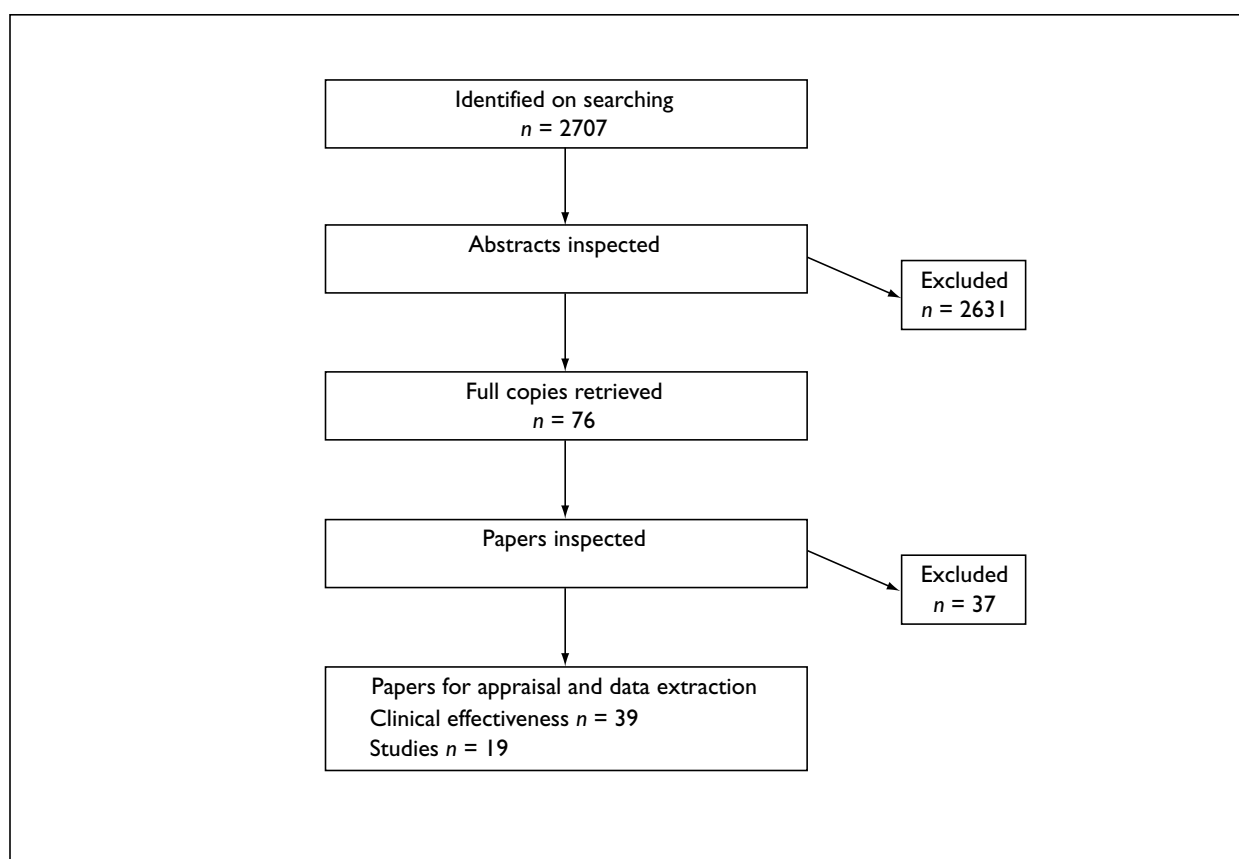 Identified on searching
n = 2707
Abstracts inspected
Excluded
n = 2631
Full copies retrieved
n = 76
Papers inspected
Excluded
n = 37
Papers for appraisal and data extraction
Clinical effectiveness n = 39
Studies n = 19